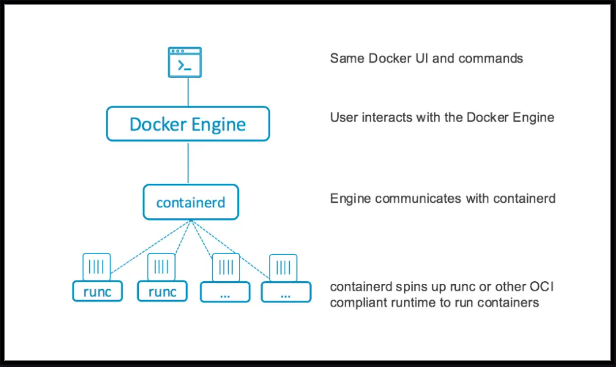 Same Docker UI and commands
Docker Engine
User interacts with the Docker Engine
containerd
Engine communicates with containerd
runc
runc
...
...
containerd spins up runc or other OCI
compliant runtime to run containers